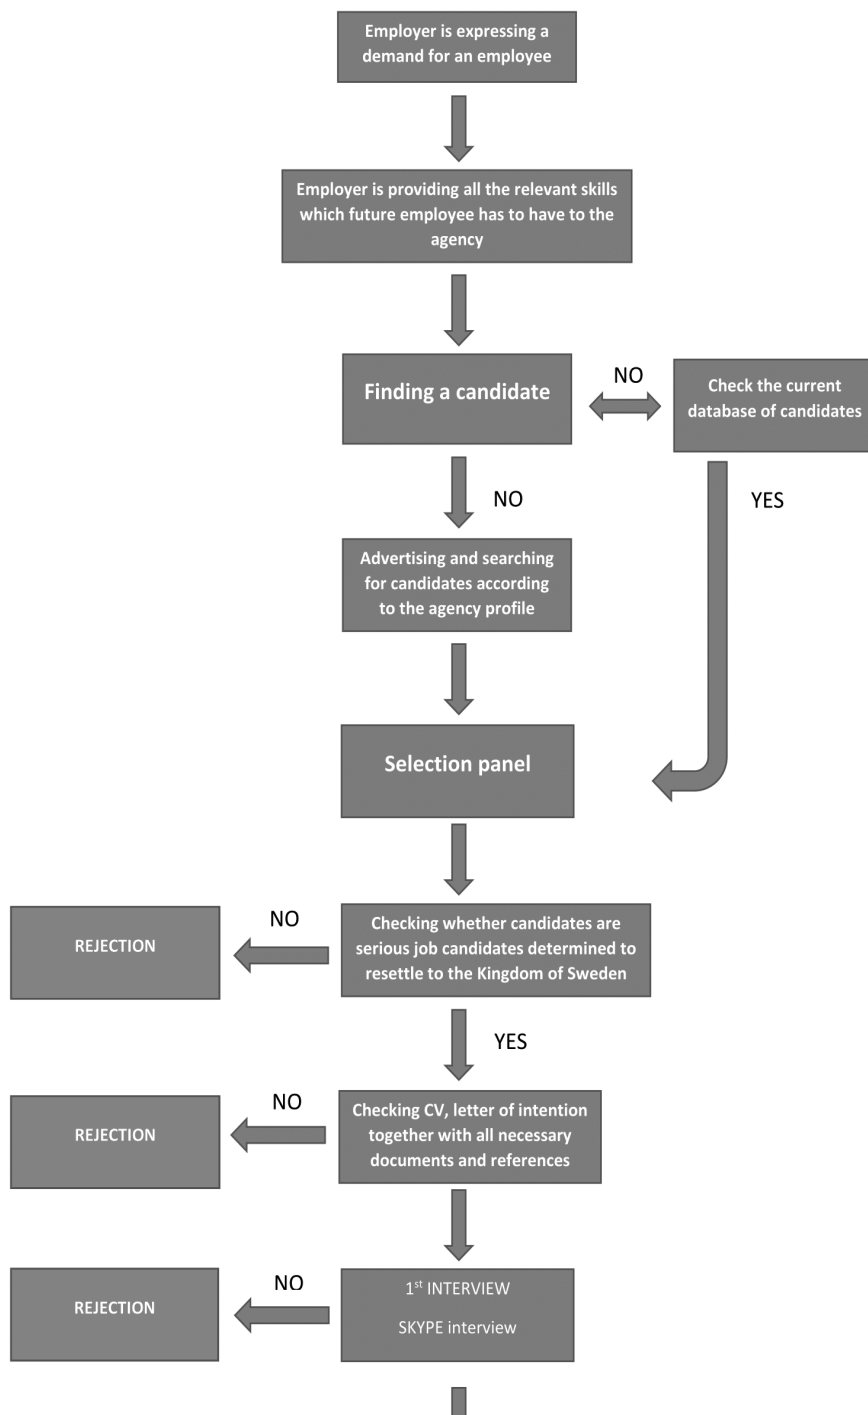 Employer is expressing a
demand for an employee
Employer is providing all the relevant skills
which future employee has to have to the
agency
Finding a candidate
NO
Check the current
database of candidates
YES
NO
Advertising and searching
for candidates according
to the agency profile
Selection panel
REJECTION
NO
Checking whether candidates are
serious job candidates determined to
resettle to the Kingdom of Sweden
YES
REJECTION
NO
Checking CV, letter of intention
together with all necessary
documents and references
REJECTION
NO
1st INTERVIEW
SKYPE interview